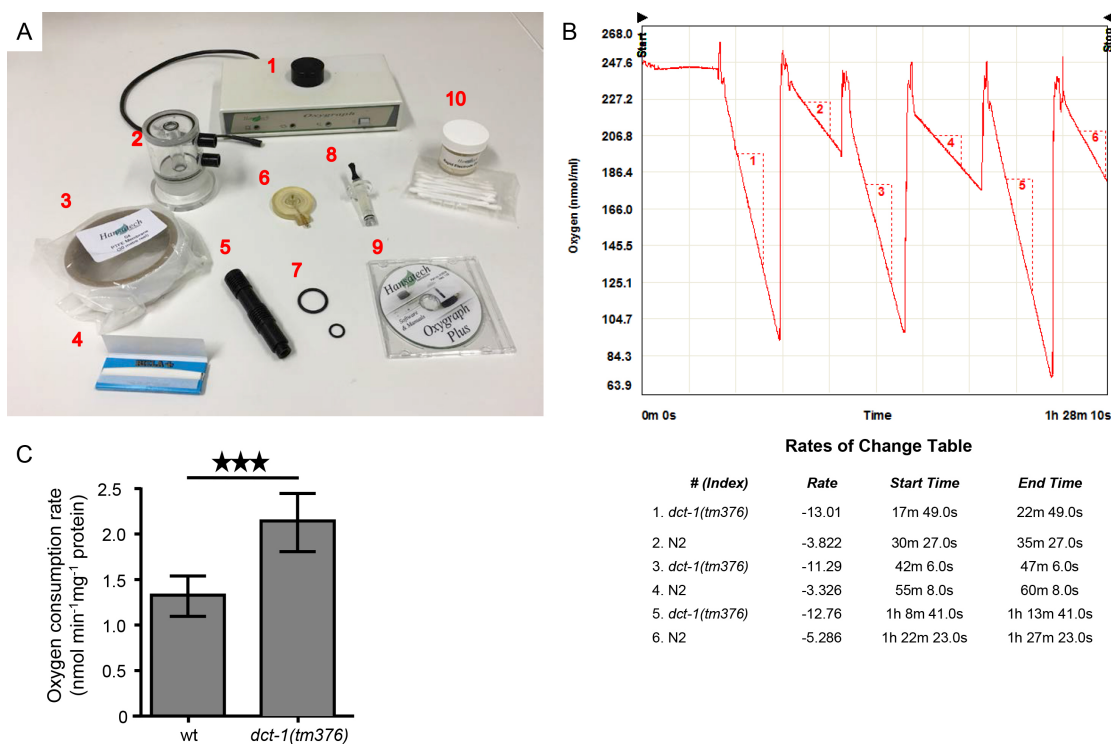 A
1
2
3
4
5
6
7
8
9
10
Oxygraph
Hansatech
S4
PTFE Membrane
Hansatech
Software
& Manuals
Oxygraph
Plus
B
Start
Stop
268.0
247.6
227.2
206.8
186.4
166.0
145.5
125.1
104.7
84.3
63.9
Oxygen (nmol/ml)
1
2
3
4
5
6
0m 0s Time 1h 28m 10s
Rates of Change Table
# (Index) Rate Start Time End Time
1. dct-1(tm376) -13.01 17m 49.0s 22m 49.0s
2. N2 -3.822 30m 27.0s 35m 27.0s
3. dct-1(tm376) -11.29 42m 6.0s 47m 6.0s
4. N2 -3.326 55m 8.0s 60m 8.0s
5. dct-1(tm376) -12.76 1h 8m 41.0s 1h 13m 41.0s
6. N2 -5.286 1h 22m 23.0s 1h 27m 23.0s
C
★★★
Oxygen consumption rate
(nmol min⁻¹mg⁻¹ protein)
2.5
2.0
1.5
1.0
0.5
0
wt dct-1(tm376)